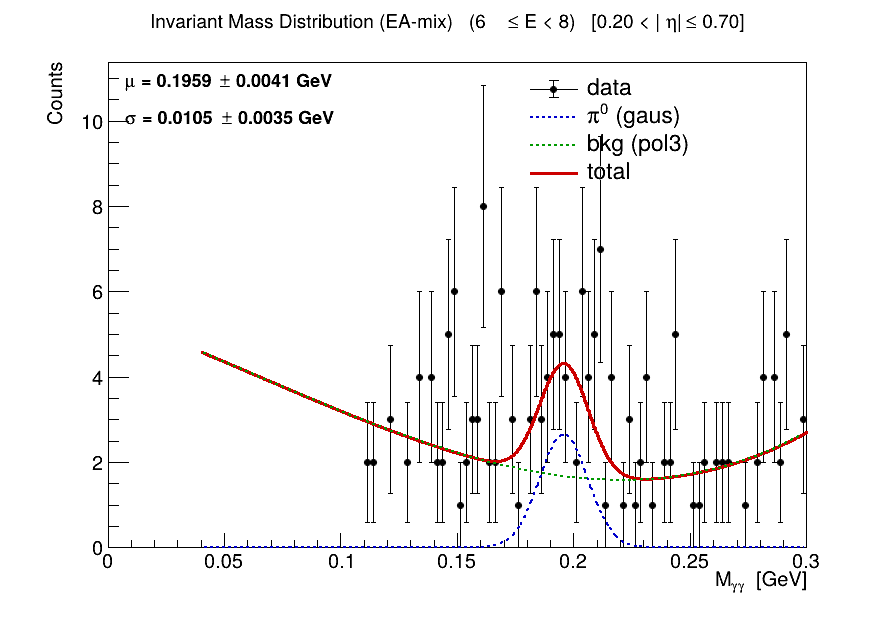 Invariant Mass Distribution (EA-mix) (6 ≤ E < 8) [0.20 < | η| ≤ 0.70]
Counts
μ = 0.1959 ± 0.0041 GeV
σ = 0.0105 ± 0.0035 GeV
data
π⁰ (gaus)
bkg (pol3)
total
10
8
6
4
2
0
0 0.05 0.1 0.15 0.2 0.25 0.3
M_γγ [GeV]